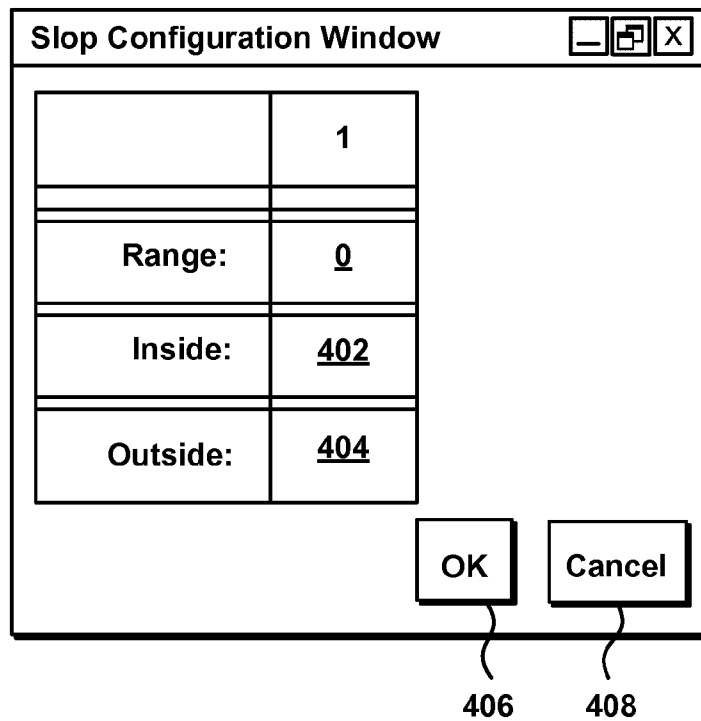 Slop Configuration Window X
1
Range: 0
Inside: 402
Outside: 404
OK Cancel
406 408